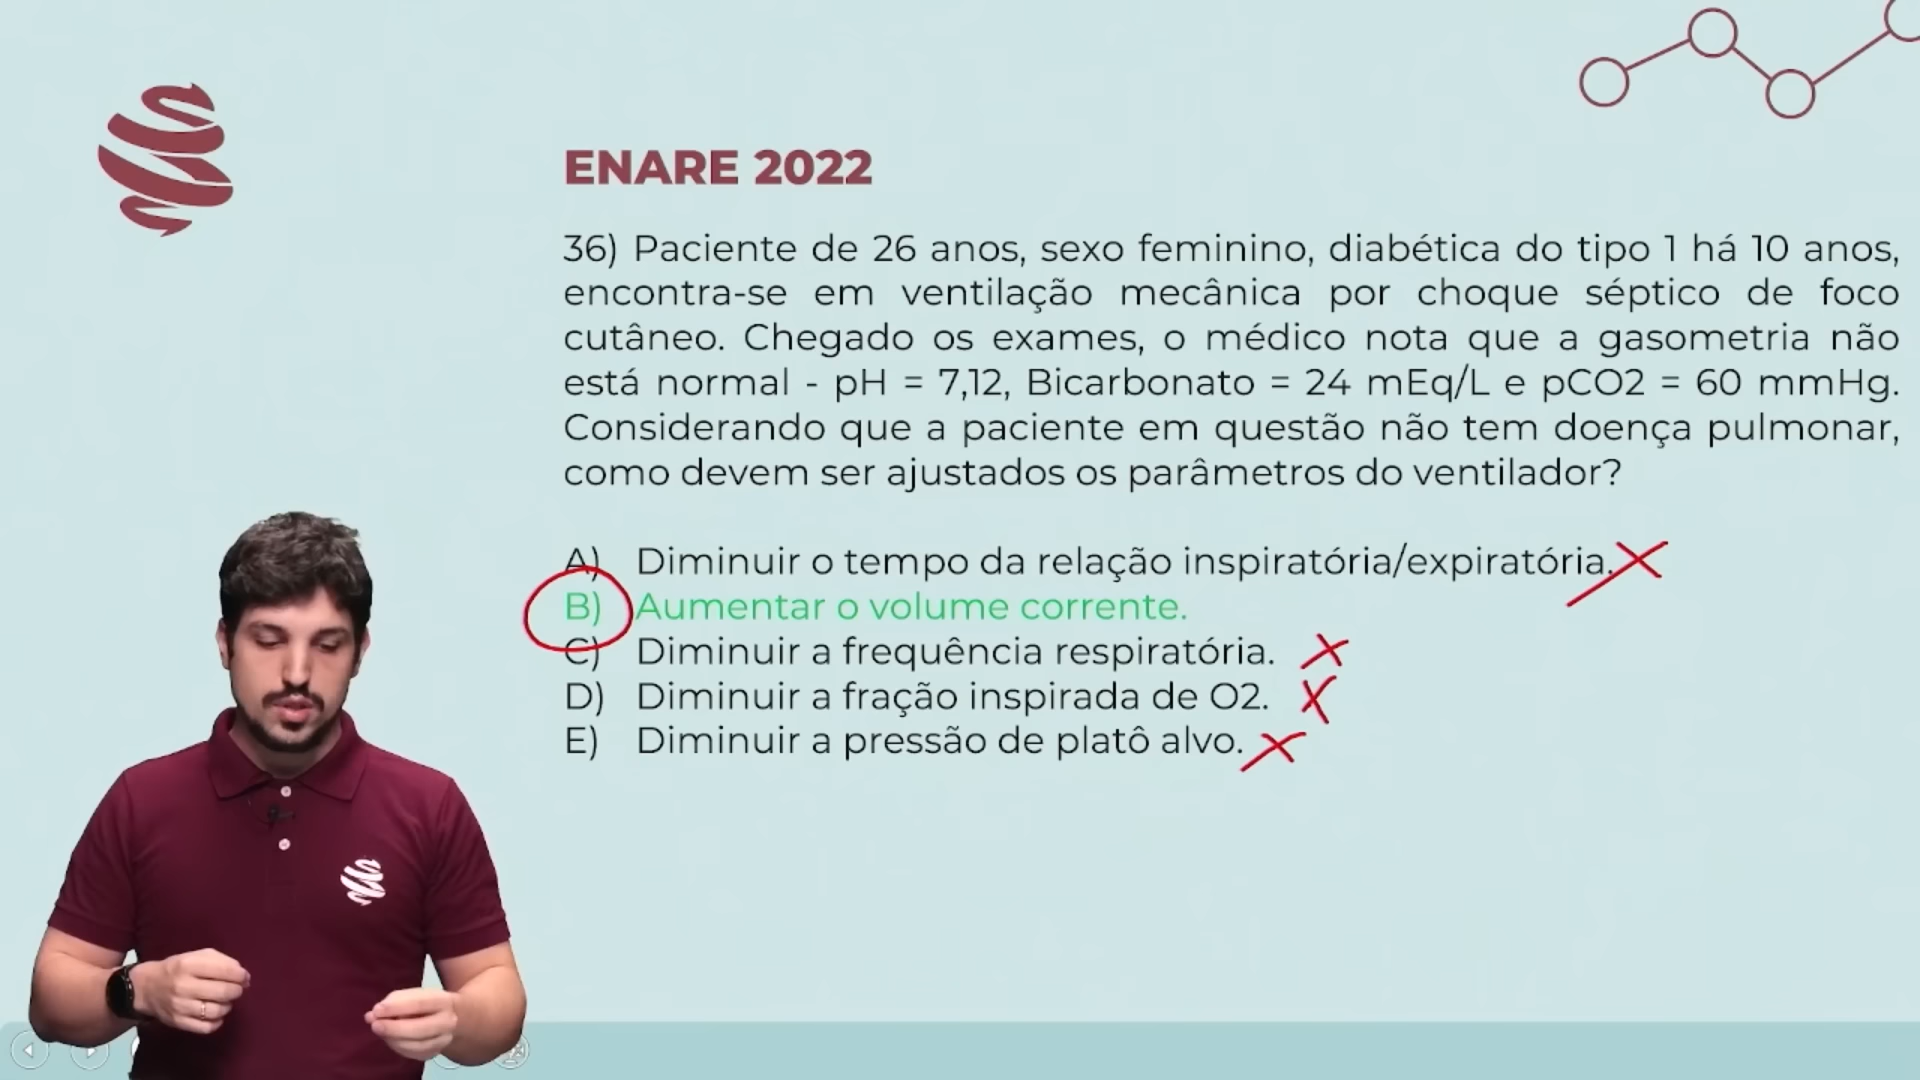 ENARE 2022
36) Paciente de 26 anos, sexo feminino, diabética do tipo 1 há 10 anos,
encontra-se em ventilação mecânica por choque séptico de foco
cutâneo. Chegado os exames, o médico nota que a gasometria não
está normal - pH = 7,12, Bicarbonato = 24 mEq/L e pCO2 = 60 mmHg.
Considerando que a paciente em questão não tem doença pulmonar,
como devem ser ajustados os parâmetros do ventilador?
A) Diminuir o tempo da relação inspiratória/expiratória.
B) Aumentar o volume corrente.
C) Diminuir a frequência respiratória.
D) Diminuir a fração inspirada de O2.
E) Diminuir a pressão de platô alvo.